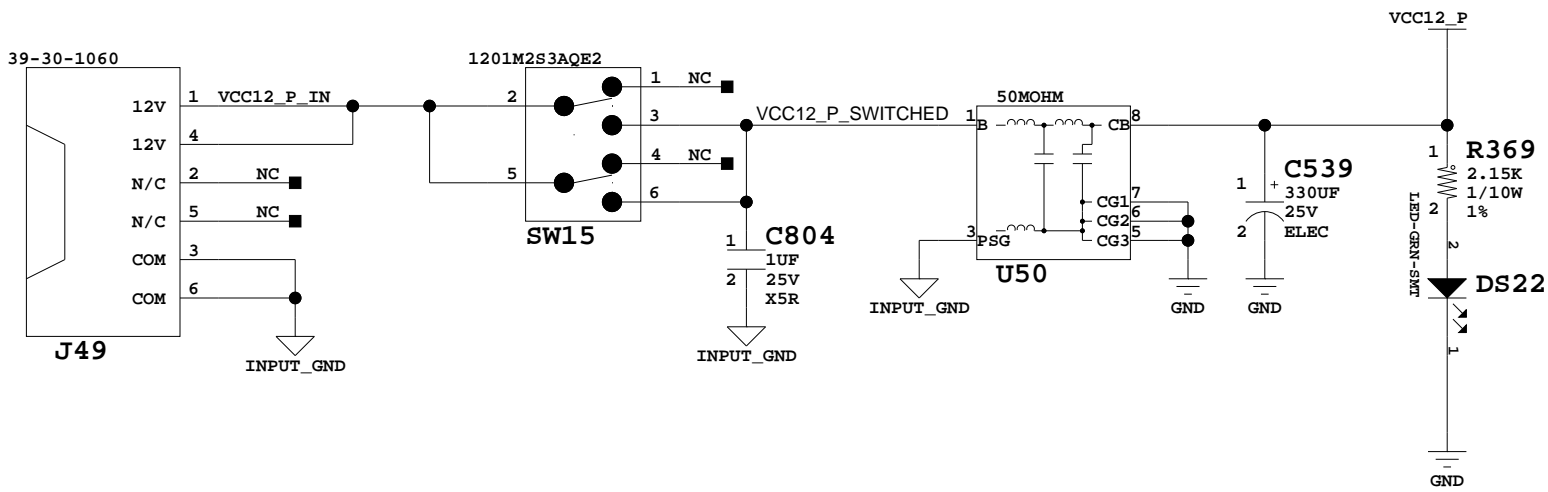 39-30-1060
12V 1 VCC12_P_IN
12V 4
N/C 2 NC
N/C 5 NC
COM 3
COM 6
J49
INPUT_GND
1201M2S3AQE2
2
5
1 NC
3
4 NC
6
SW15
VCC12_P_SWITCHED
1 C804
1UF
2 25V
X5R
INPUT_GND
50MOHM
1 B
CB 8
CG1 7
CG2 6
CG3 5
3 PSG
U50
INPUT_GND
GND
C539
1 + 330UF
25V
2 ELEC
GND
VCC12_P
1 R369
2.15K
1/10W
2 1%
LED-GRN-SMT
2
DS22
1
GND